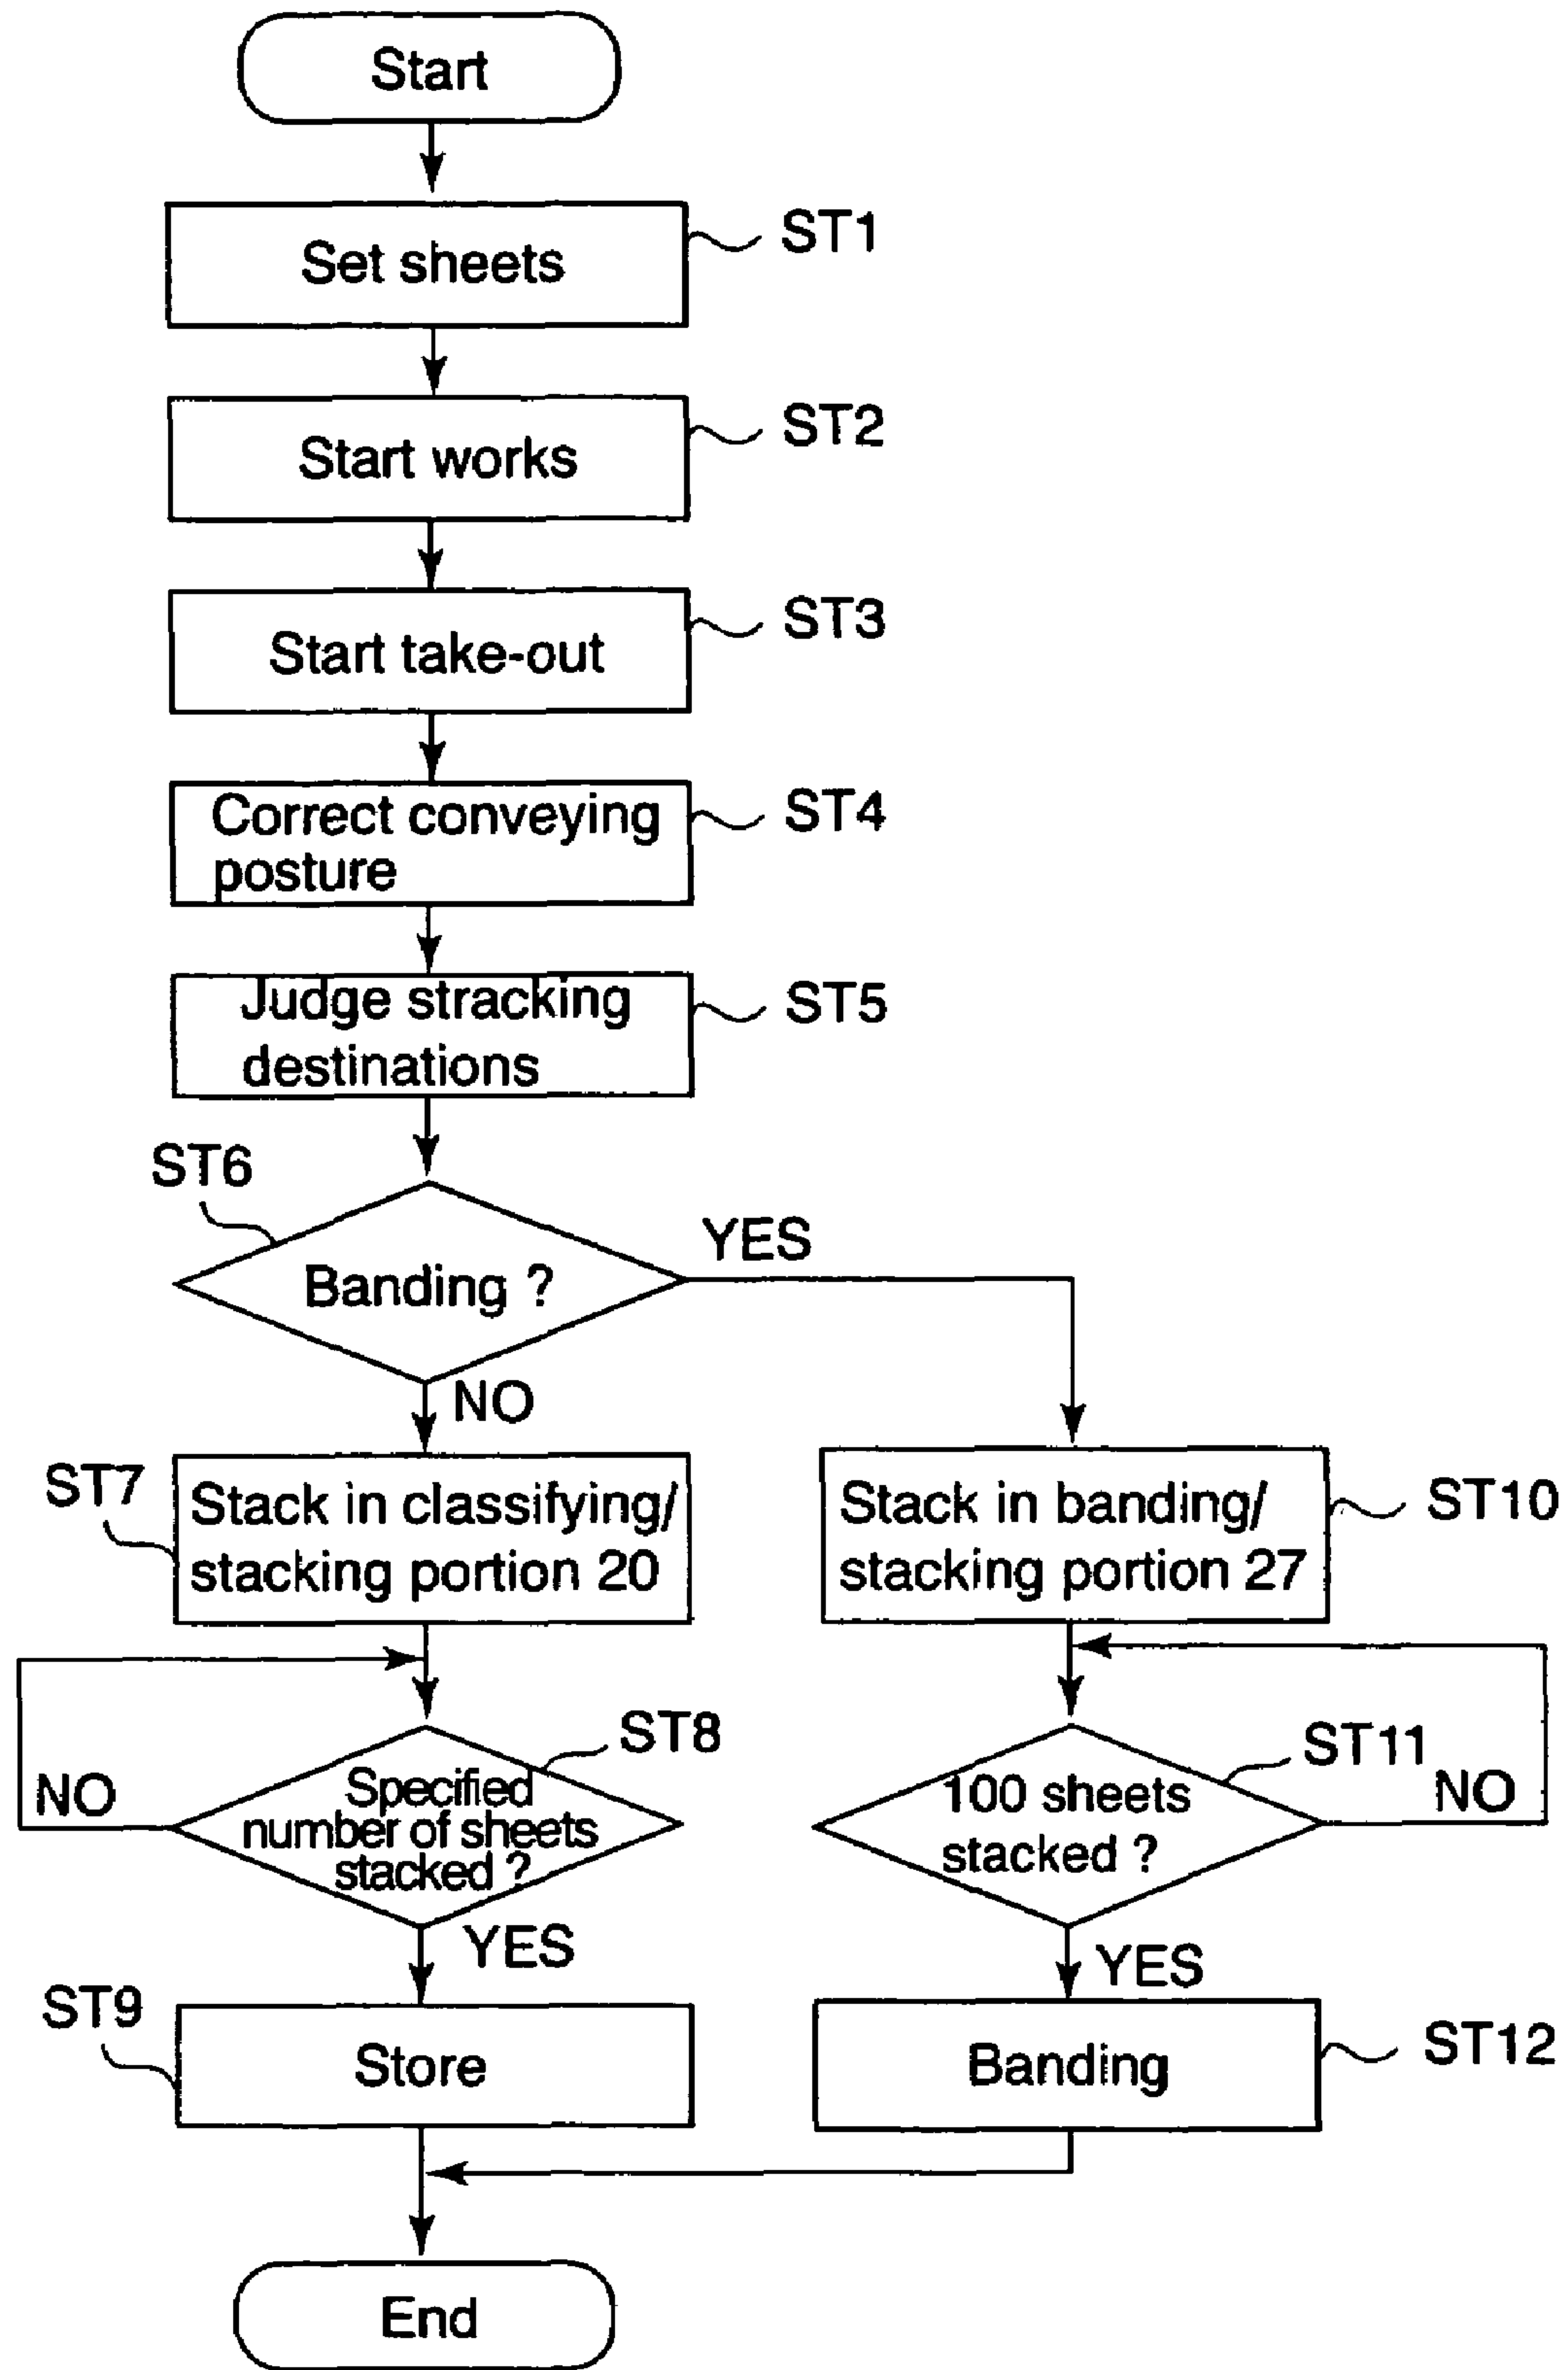 Start
Set sheets
ST1
Start works
ST2
Start take-out
ST3
Correct conveying
posture
ST4
Judge stracking
destinations
ST5
ST6
Banding ?
YES
NO
ST7
Stack in classifying/
stacking portion 20
Stack in banding/
stacking portion 27
ST10
ST8
Specified
number of sheets
stacked ?
NO
YES
ST11
100 sheets
stacked ?
NO
YES
ST9
Store
Banding
ST12
End